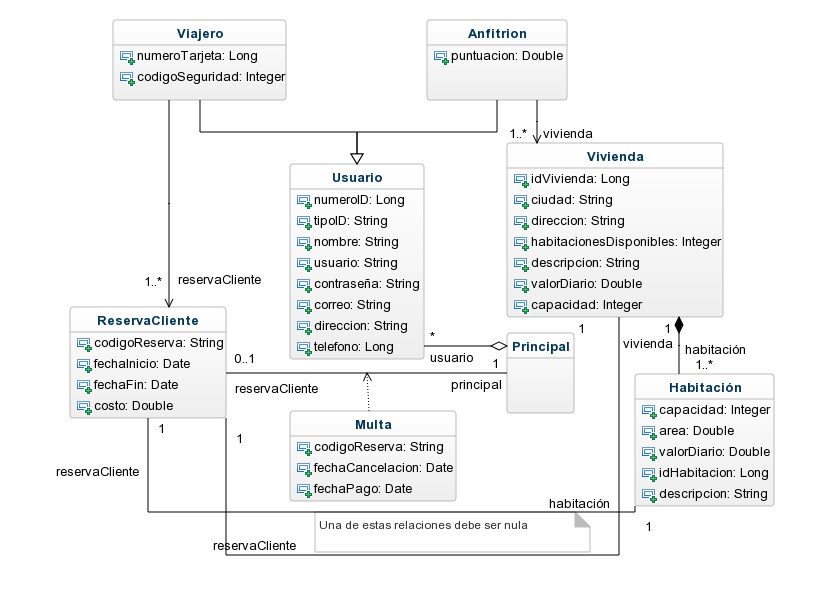 Viajero
numeroTarjeta: Long
codigoSeguridad: Integer
Anfitrion
puntuacion: Double
1..*
vivienda
Vivienda
idVivienda: Long
ciudad: String
direccion: String
habitacionesDisponibles: Integer
descripcion: String
valorDiario: Double
capacidad: Integer
Usuario
numeroID: Long
tipoID: String
nombre: String
usuario: String
contraseña: String
correo: String
direccion: String
telefono: Long
1..*
reservaCliente
ReservaCliente
codigoReserva: String
fechaInicio: Date
fechaFin: Date
costo: Double
*
usuario
Principal
1
principal
0..1
reservaCliente
1
1
vivienda
habitación
1..*
Habitación
capacidad: Integer
area: Double
valorDiario: Double
idHabitacion: Long
descripcion: String
Multa
codigoReserva: String
fechaCancelacion: Date
fechaPago: Date
1
1
reservaCliente
habitación
1
Una de estas relaciones debe ser nula
reservaCliente